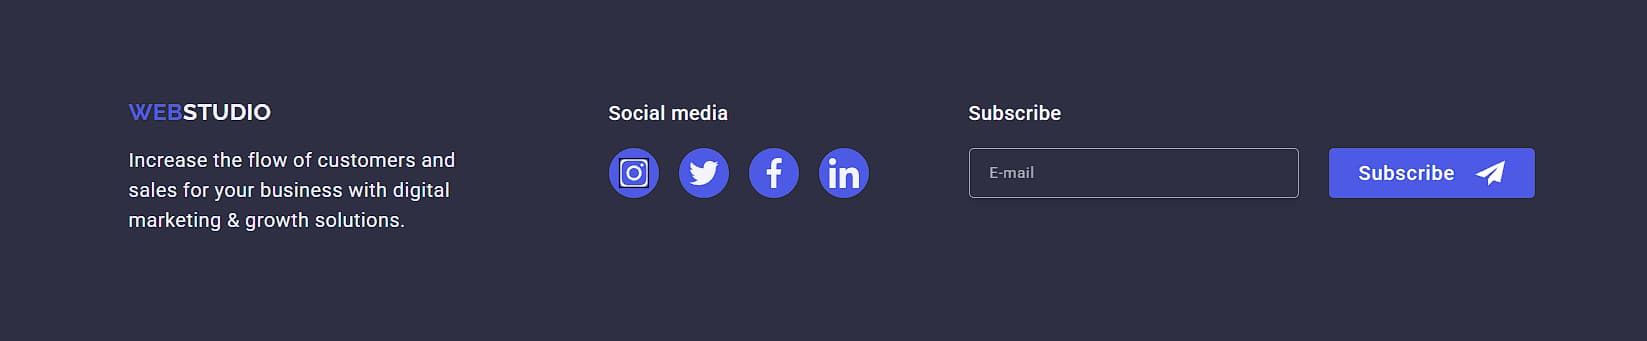 WEBSTUDIO
Increase the flow of customers and
sales for your business with digital
marketing & growth solutions.
Social media
Subscribe
E-mail
Subscribe